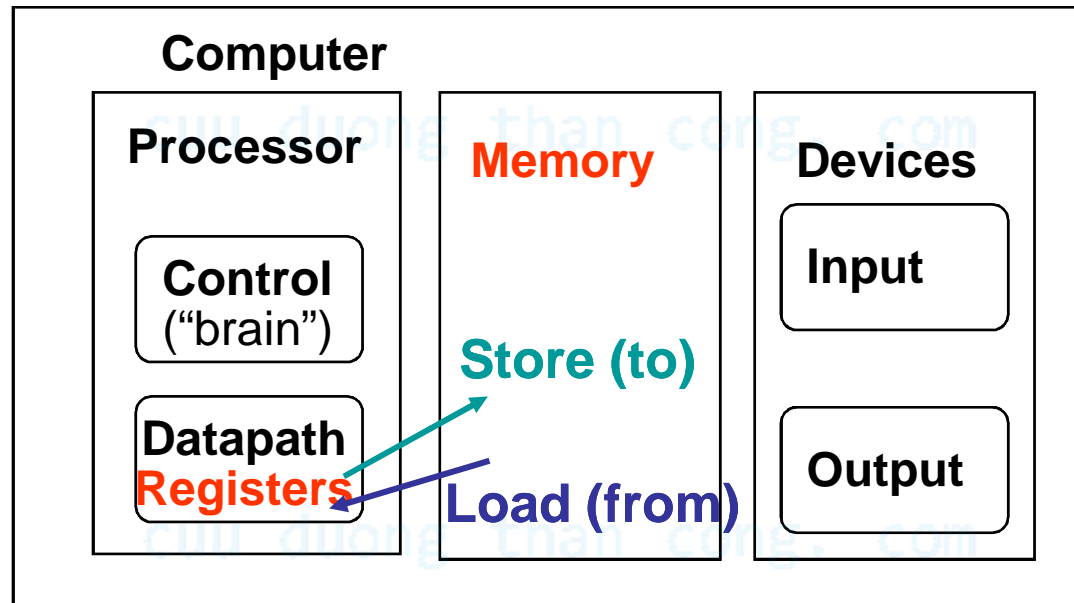 Computer
cuu duong than cong. com
Processor
Memory
Devices
Control
(“brain”)
Input
Store (to)
Datapath
Registers
Load (from)
Output
cuu duong than cong. com